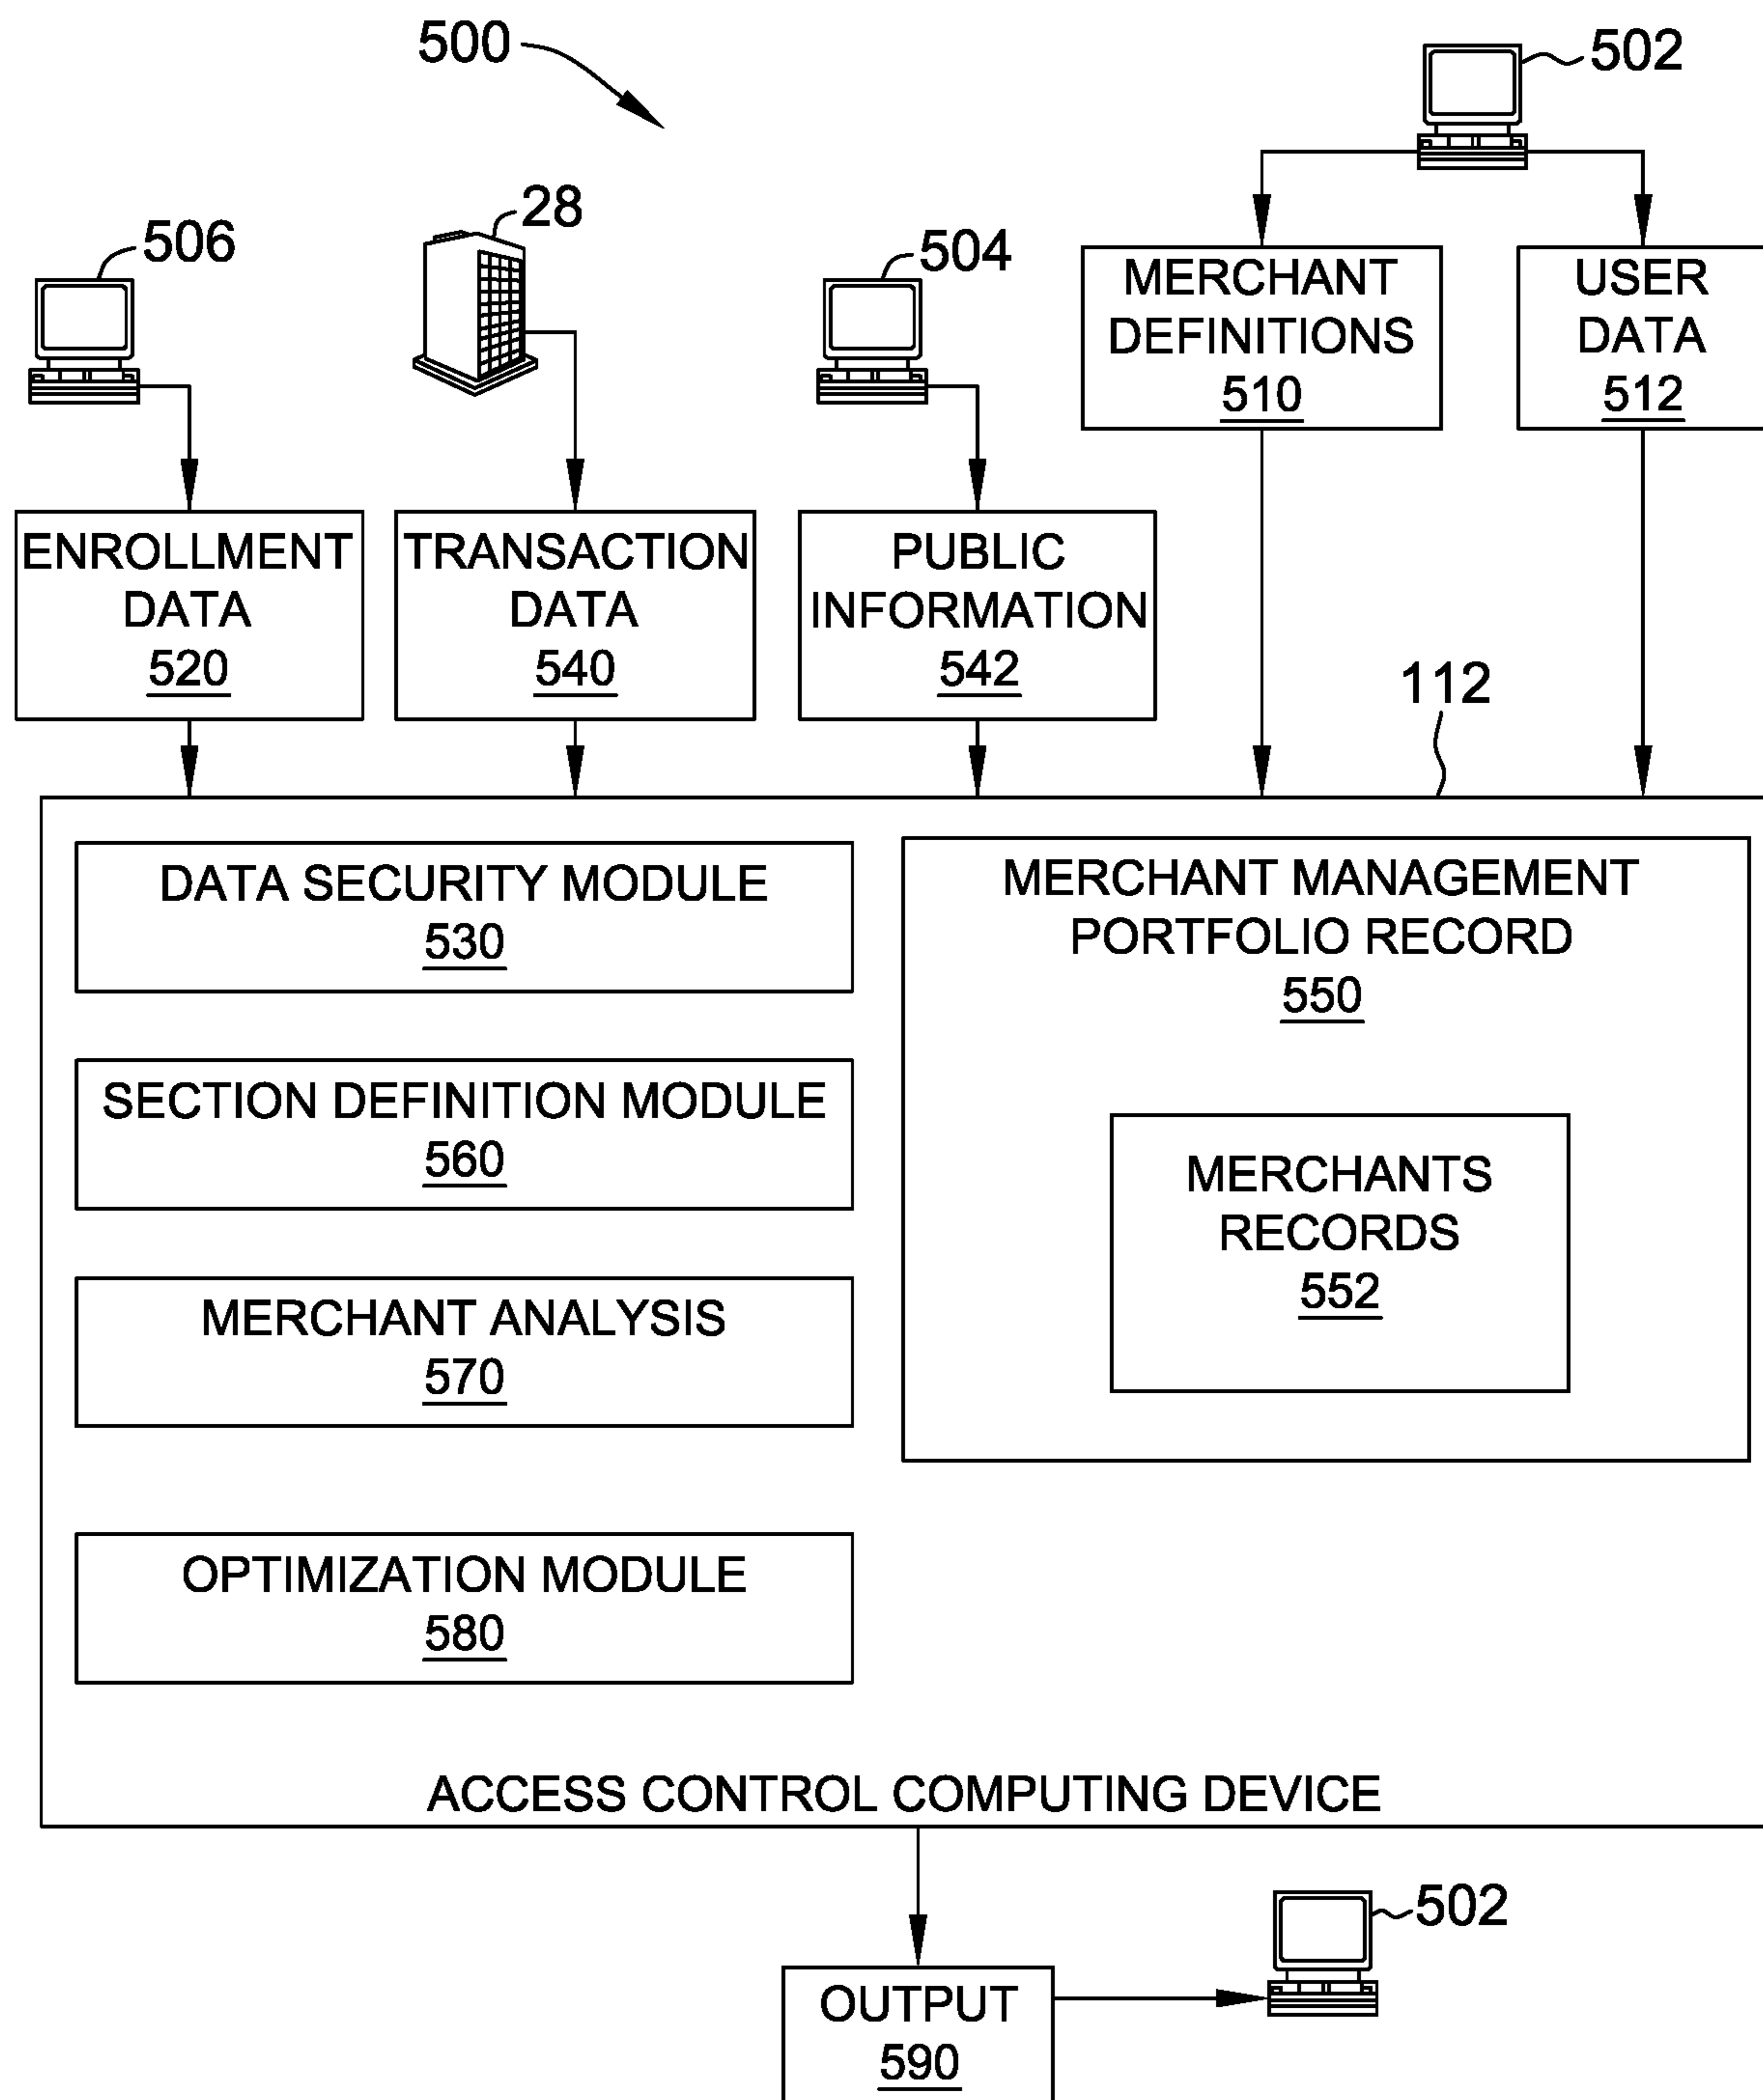 500
502
506
28
504
MERCHANT
DEFINITIONS
510
USER
DATA
512
ENROLLMENT
DATA
520
TRANSACTION
DATA
540
PUBLIC
INFORMATION
542
112
DATA SECURITY MODULE
530
SECTION DEFINITION MODULE
560
MERCHANT ANALYSIS
570
OPTIMIZATION MODULE
580
MERCHANT MANAGEMENT
PORTFOLIO RECORD
550
MERCHANTS
RECORDS
552
ACCESS CONTROL COMPUTING DEVICE
502
OUTPUT
590